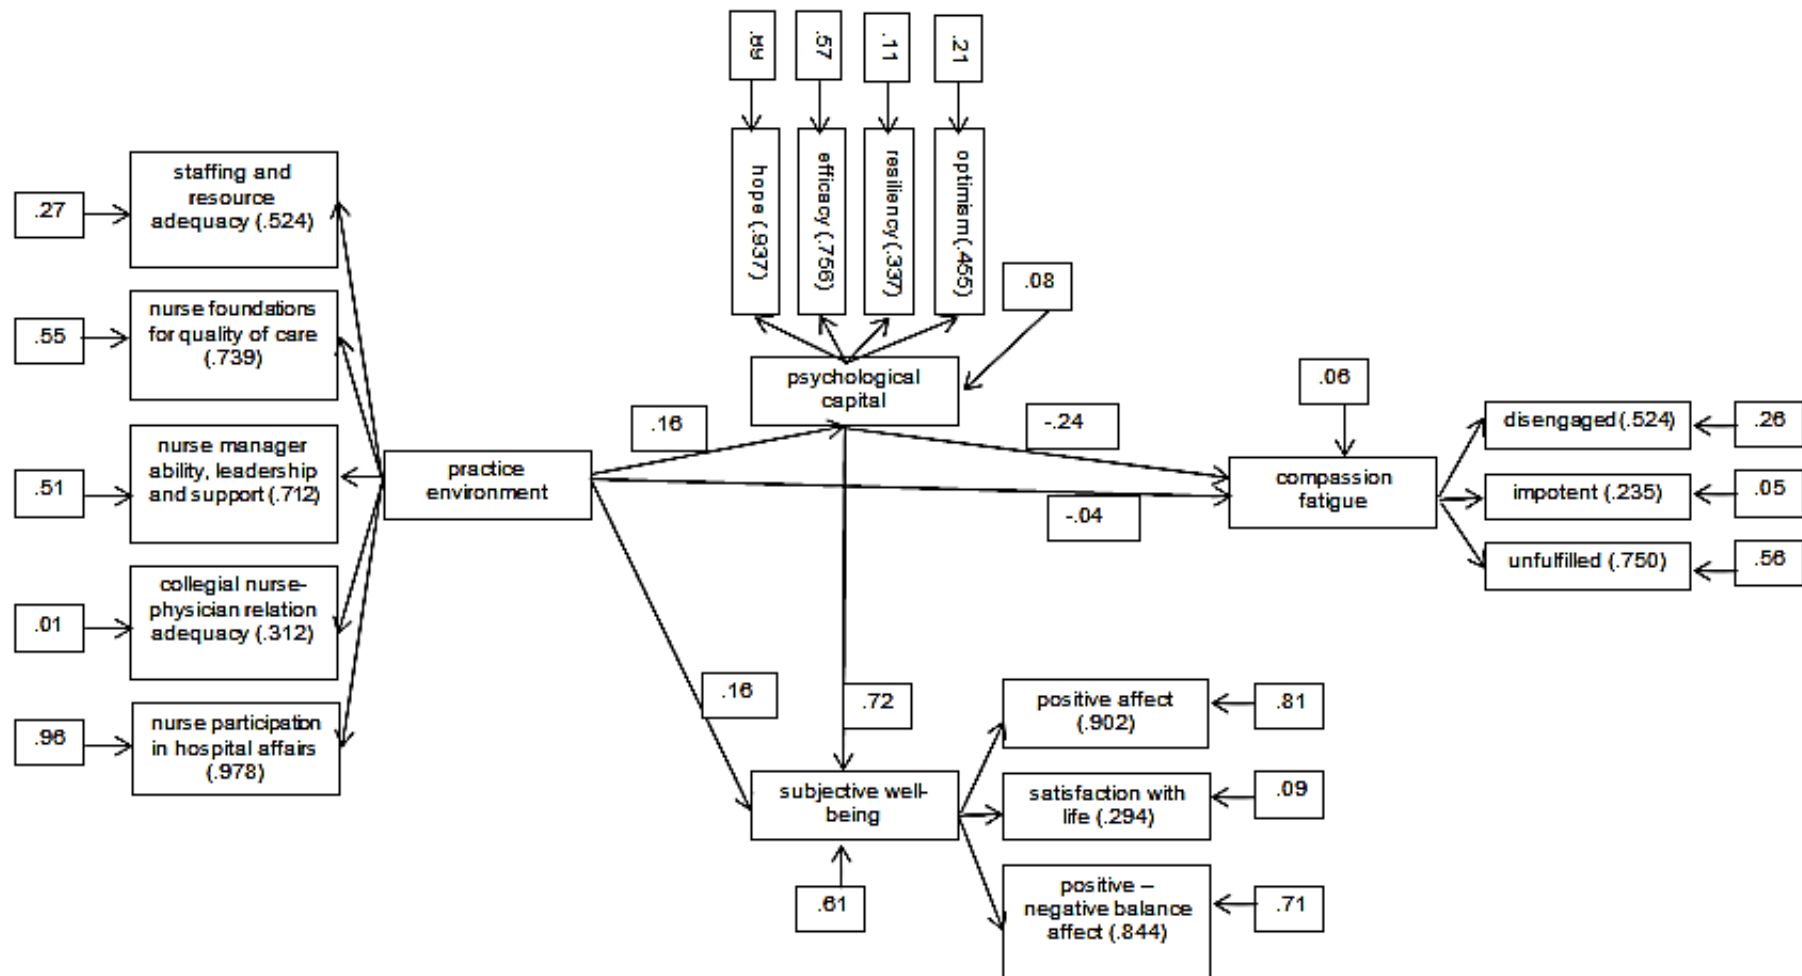 .57
.11
.21
hope (.937)
efficacy (.756)
resiliency (.337)
optimism (.455)
.08
.27
staffing and
resource
adequacy (.524)
.55
nurse foundations
for quality of care
(.739)
.51
nurse manager
ability, leadership
and support (.712)
.01
collegial nurse-
physician relation
adequacy (.312)
.96
nurse participation
in hospital affairs
(.978)
practice
environment
.16
psychological
capital
-.24
-.04
.06
compassion
fatigue
disengaged (.524)
.26
impotent (.235)
.05
unfulfilled (.750)
.56
.16
.72
subjective well-
being
.61
positive affect
(.902)
.81
satisfaction with
life (.294)
.09
positive –
negative balance
affect (.844)
.71